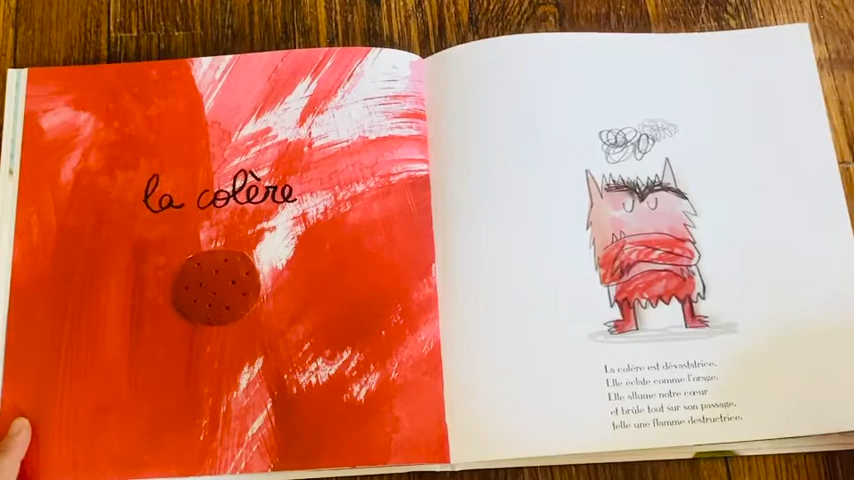 la colère
La colère est dévastatrice.
Elle éclate comme l'orage.
Elle allume notre cœur
et brûle tout sur son passage,
telle une flamme destructrice.